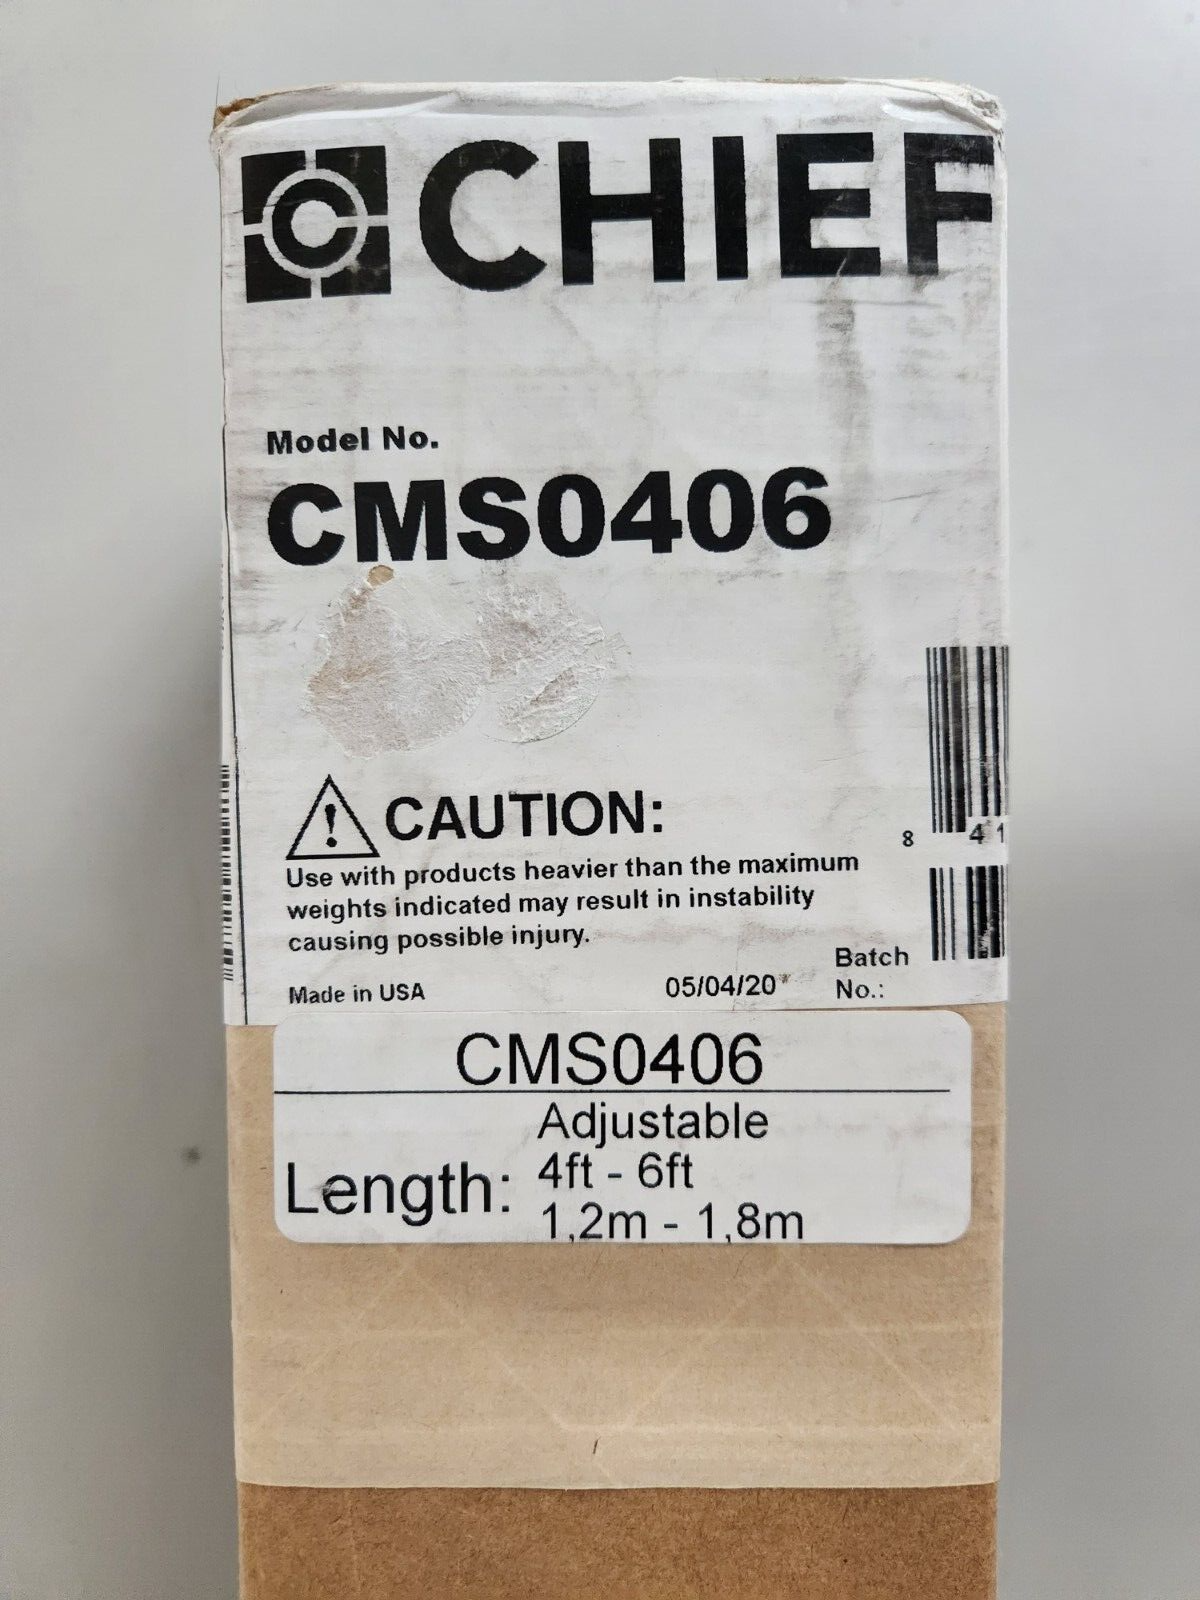 CHIEF
Model No.
CMS0406
CAUTION:
Use with products heavier than the maximum
weights indicated may result in instability
causing possible injury.
Made in USA
05/04/20
Batch
No.:
8 41
CMS0406
Adjustable
Length: 4ft - 6ft
1,2m - 1,8m